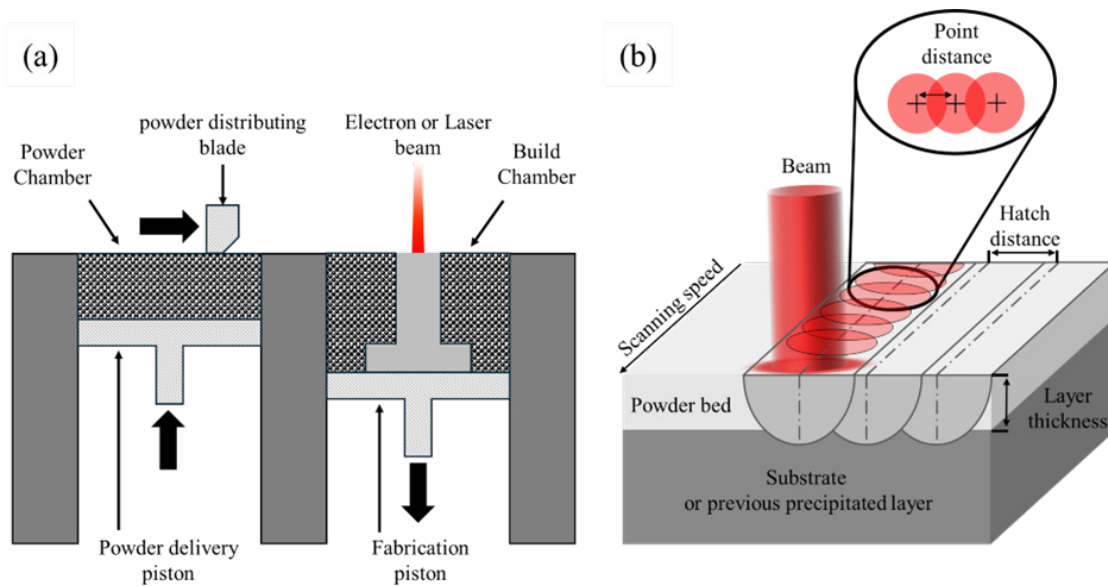 (a)
powder distributing
blade
Powder
Chamber
Electron or Laser
beam
Build
Chamber
Powder delivery
piston
Fabrication
piston
(b)
Point
distance
Beam
Hatch
distance
Scanning speed
Powder bed
Layer
thickness
Substrate
or previous precipitated layer